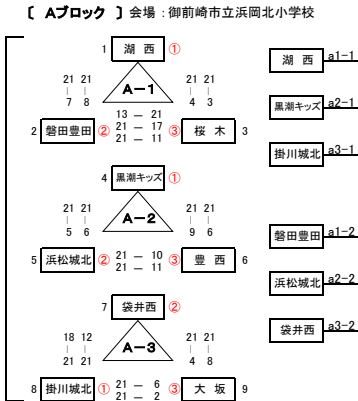 〔 Aブロック 〕 会場：御前崎市立浜岡北小学校
1 湖 西 ①
21 21 21 21
| | A－1 | |
7 8 4 3
13 － 21
2 磐田豊田 ② 21 － 17 ③ 桜 木 3
21 － 11
4 黒潮キッズ ①
21 21 21 21
| | A－2 | |
5 6 9 6
5 浜松城北 ② 21 － 10 ③ 豊 西 6
21 － 11
7 袋井西 ②
18 12 21 21
| | A－3 | |
21 21 4 8
8 掛川城北 ① 21 － 6 ③ 大 坂 9
21 － 2
湖 西 a1-1
黒潮キッズ a2-1
掛川城北 a3-1
磐田豊田 a1-2
浜松城北 a2-2
袋井西 a3-2